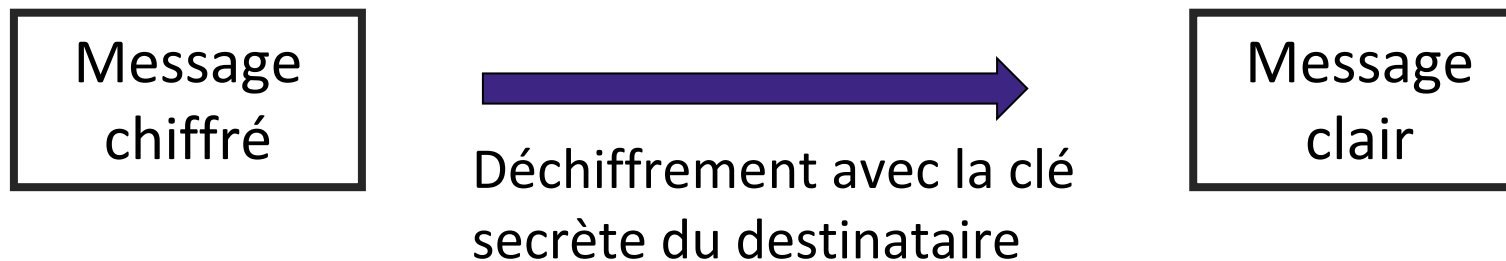 Message
chiffré
Déchiffrement avec la clé
secrète du destinataire
Message
clair